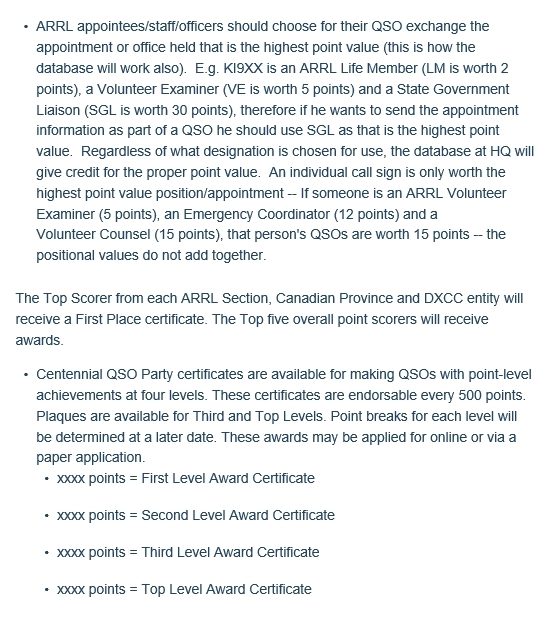 • ARRL appointees/staff/officers should choose for their QSO exchange the
appointment or office held that is the highest point value (this is how the
database will work also).  E.g. KI9XX is an ARRL Life Member (LM is worth 2
points), a Volunteer Examiner (VE is worth 5 points) and a State Government
Liaison (SGL is worth 30 points), therefore if he wants to send the appointment
information as part of a QSO he should use SGL as that is the highest point
value.  Regardless of what designation is chosen for use, the database at HQ will
give credit for the proper point value.  An individual call sign is only worth the
highest point value position/appointment -- If someone is an ARRL Volunteer
Examiner (5 points), an Emergency Coordinator (12 points) and a
Volunteer Counsel (15 points), that person's QSOs are worth 15 points -- the
positional values do not add together.
The Top Scorer from each ARRL Section, Canadian Province and DXCC entity will
receive a First Place certificate. The Top five overall point scorers will receive
awards.
• Centennial QSO Party certificates are available for making QSOs with point-level
achievements at four levels. These certificates are endorsable every 500 points.
Plaques are available for Third and Top Levels. Point breaks for each level will
be determined at a later date. These awards may be applied for online or via a
paper application.
• xxxx points = First Level Award Certificate
• xxxx points = Second Level Award Certificate
• xxxx points = Third Level Award Certificate
• xxxx points = Top Level Award Certificate